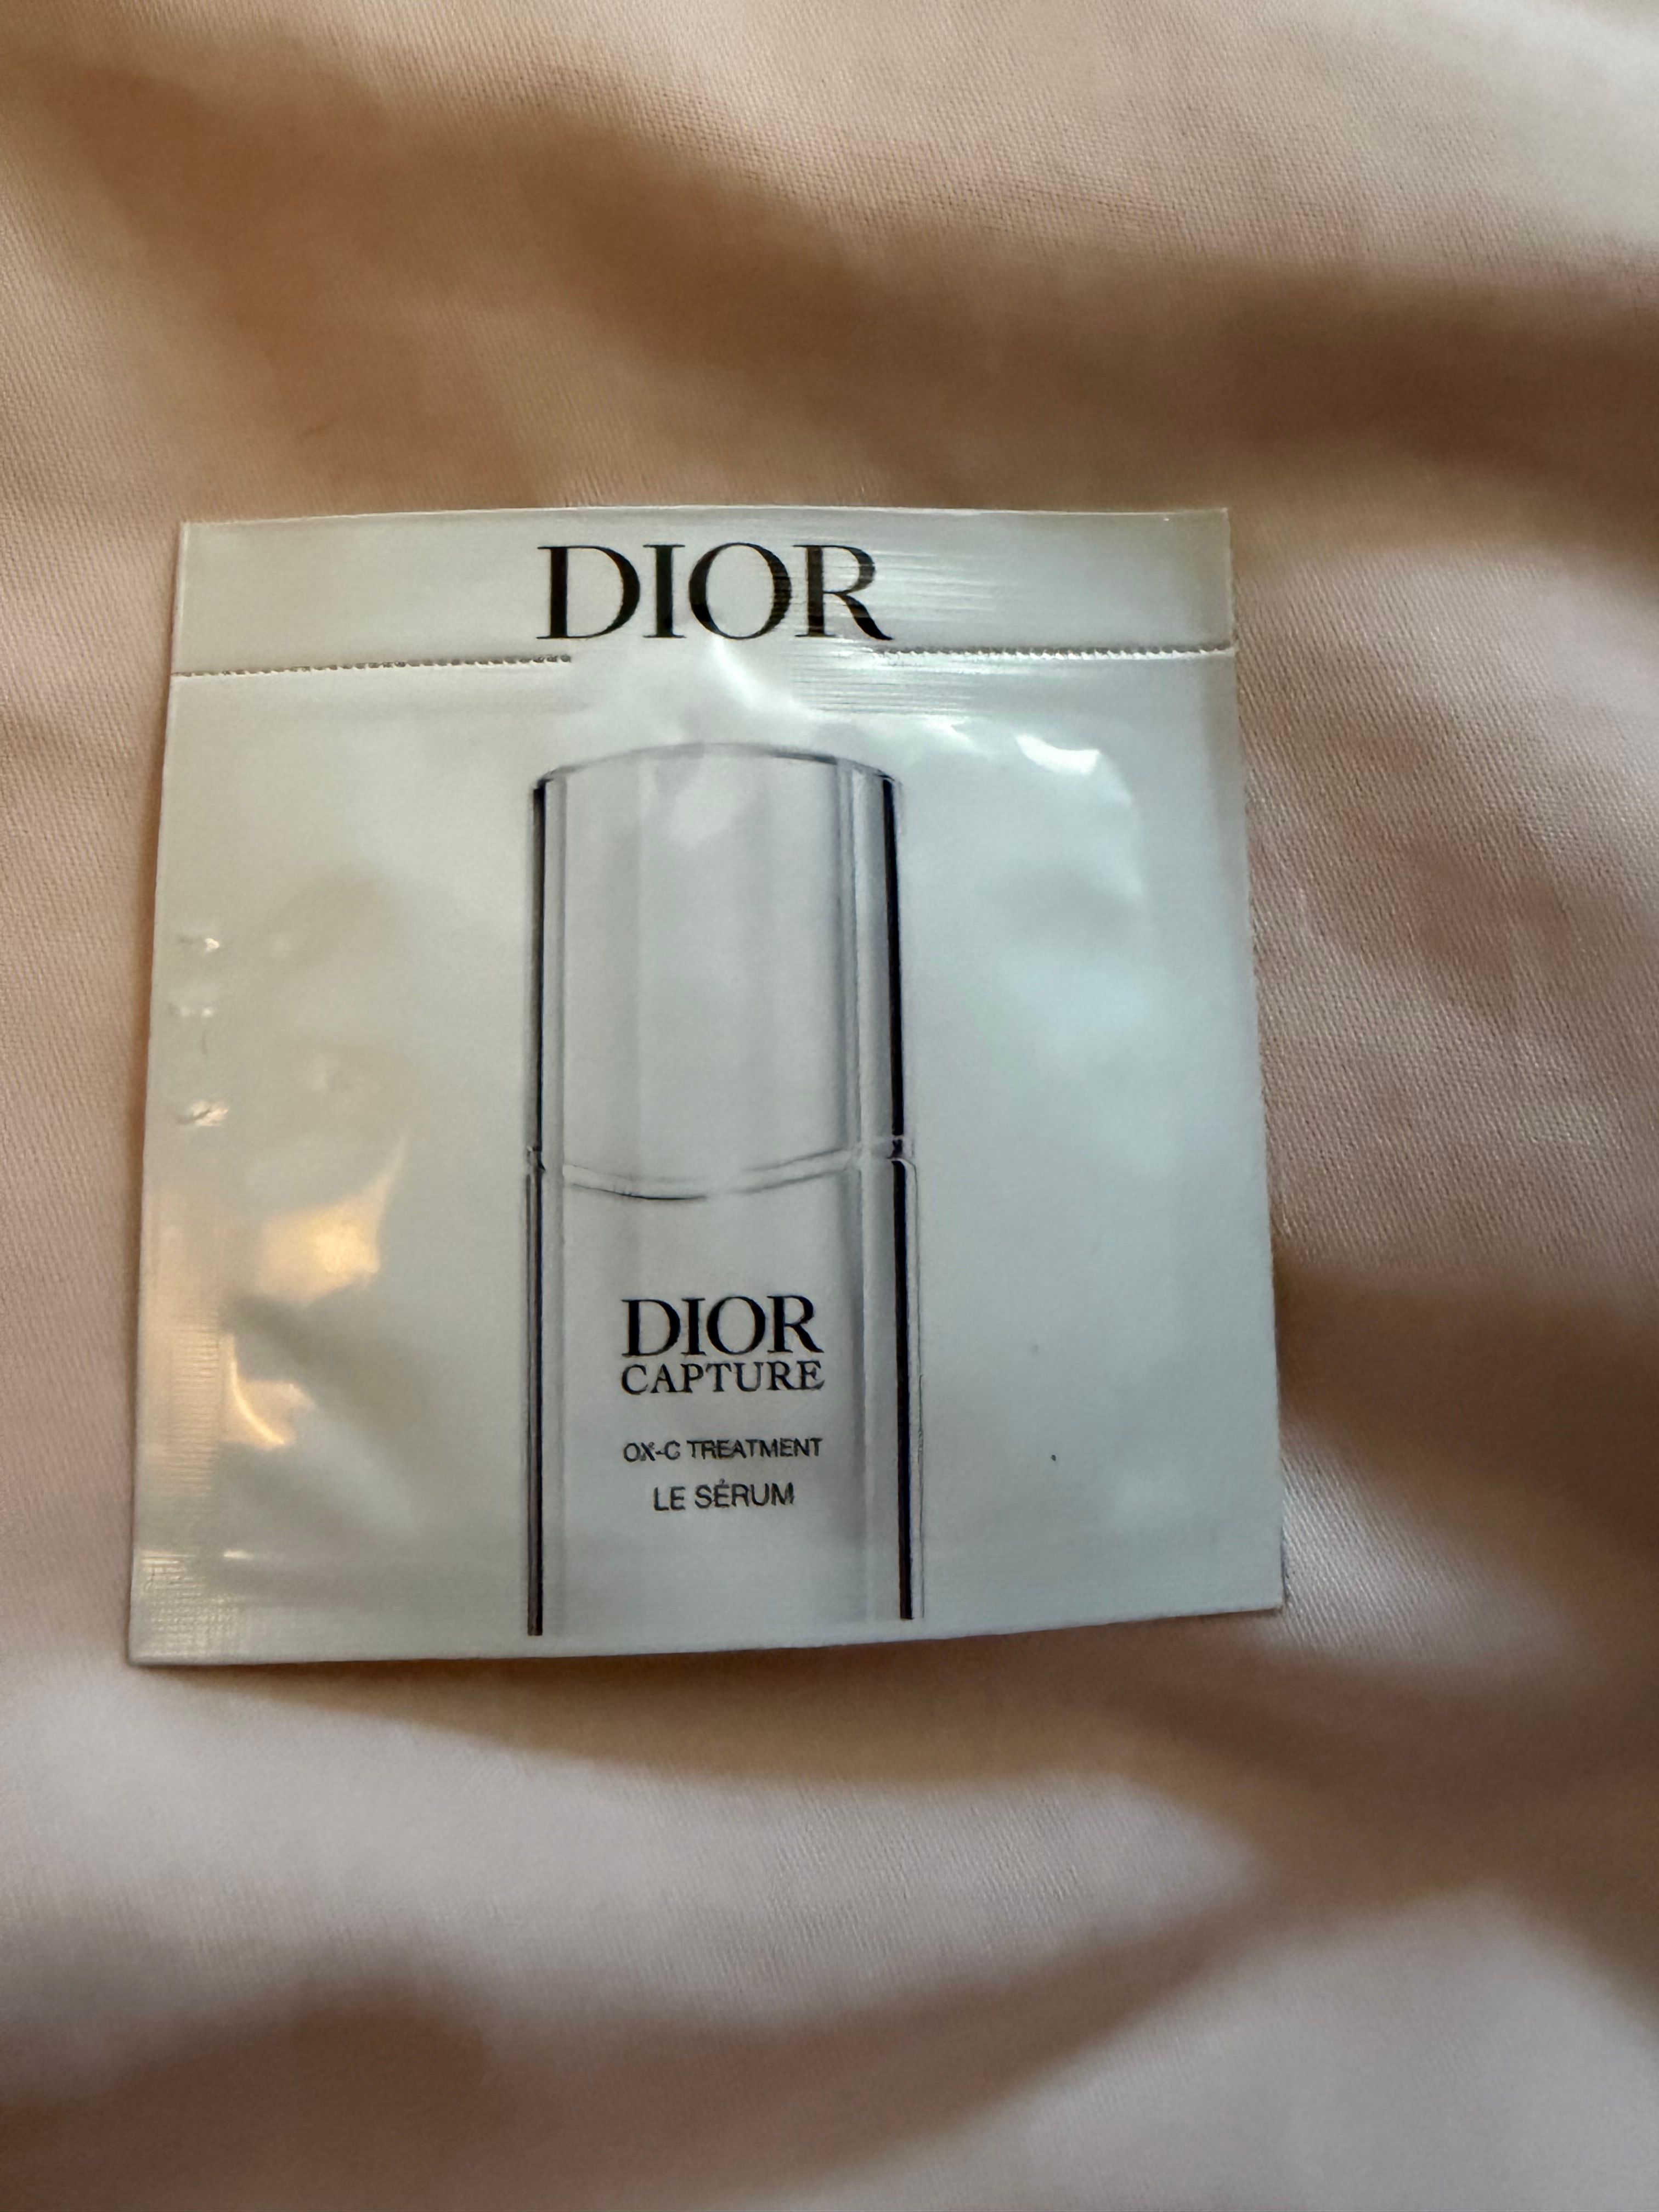 DIOR
DIOR
CAPTURE
OX-C TREATMENT
LE SÉRUM